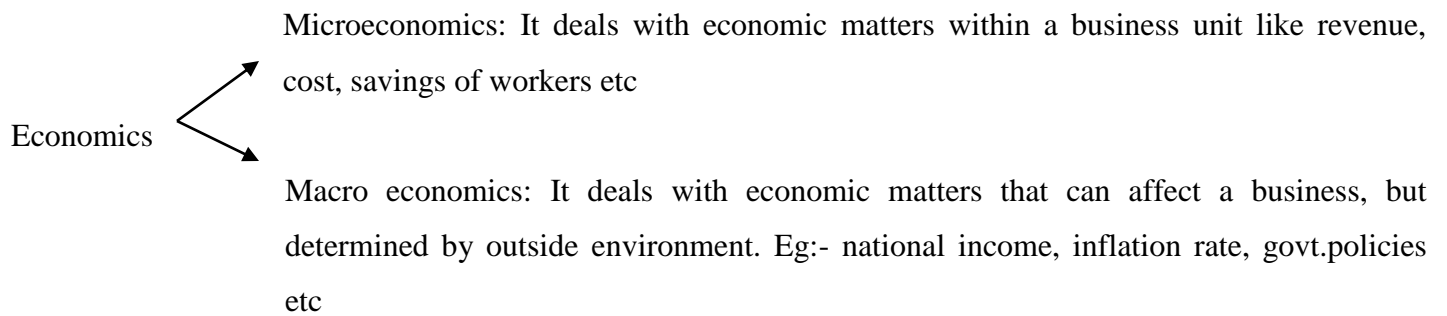 Microeconomics: It deals with economic matters within a business unit like revenue,
cost, savings of workers etc
Economics
Macro economics: It deals with economic matters that can affect a business, but
determined by outside environment. Eg:- national income, inflation rate, govt.policies
etc